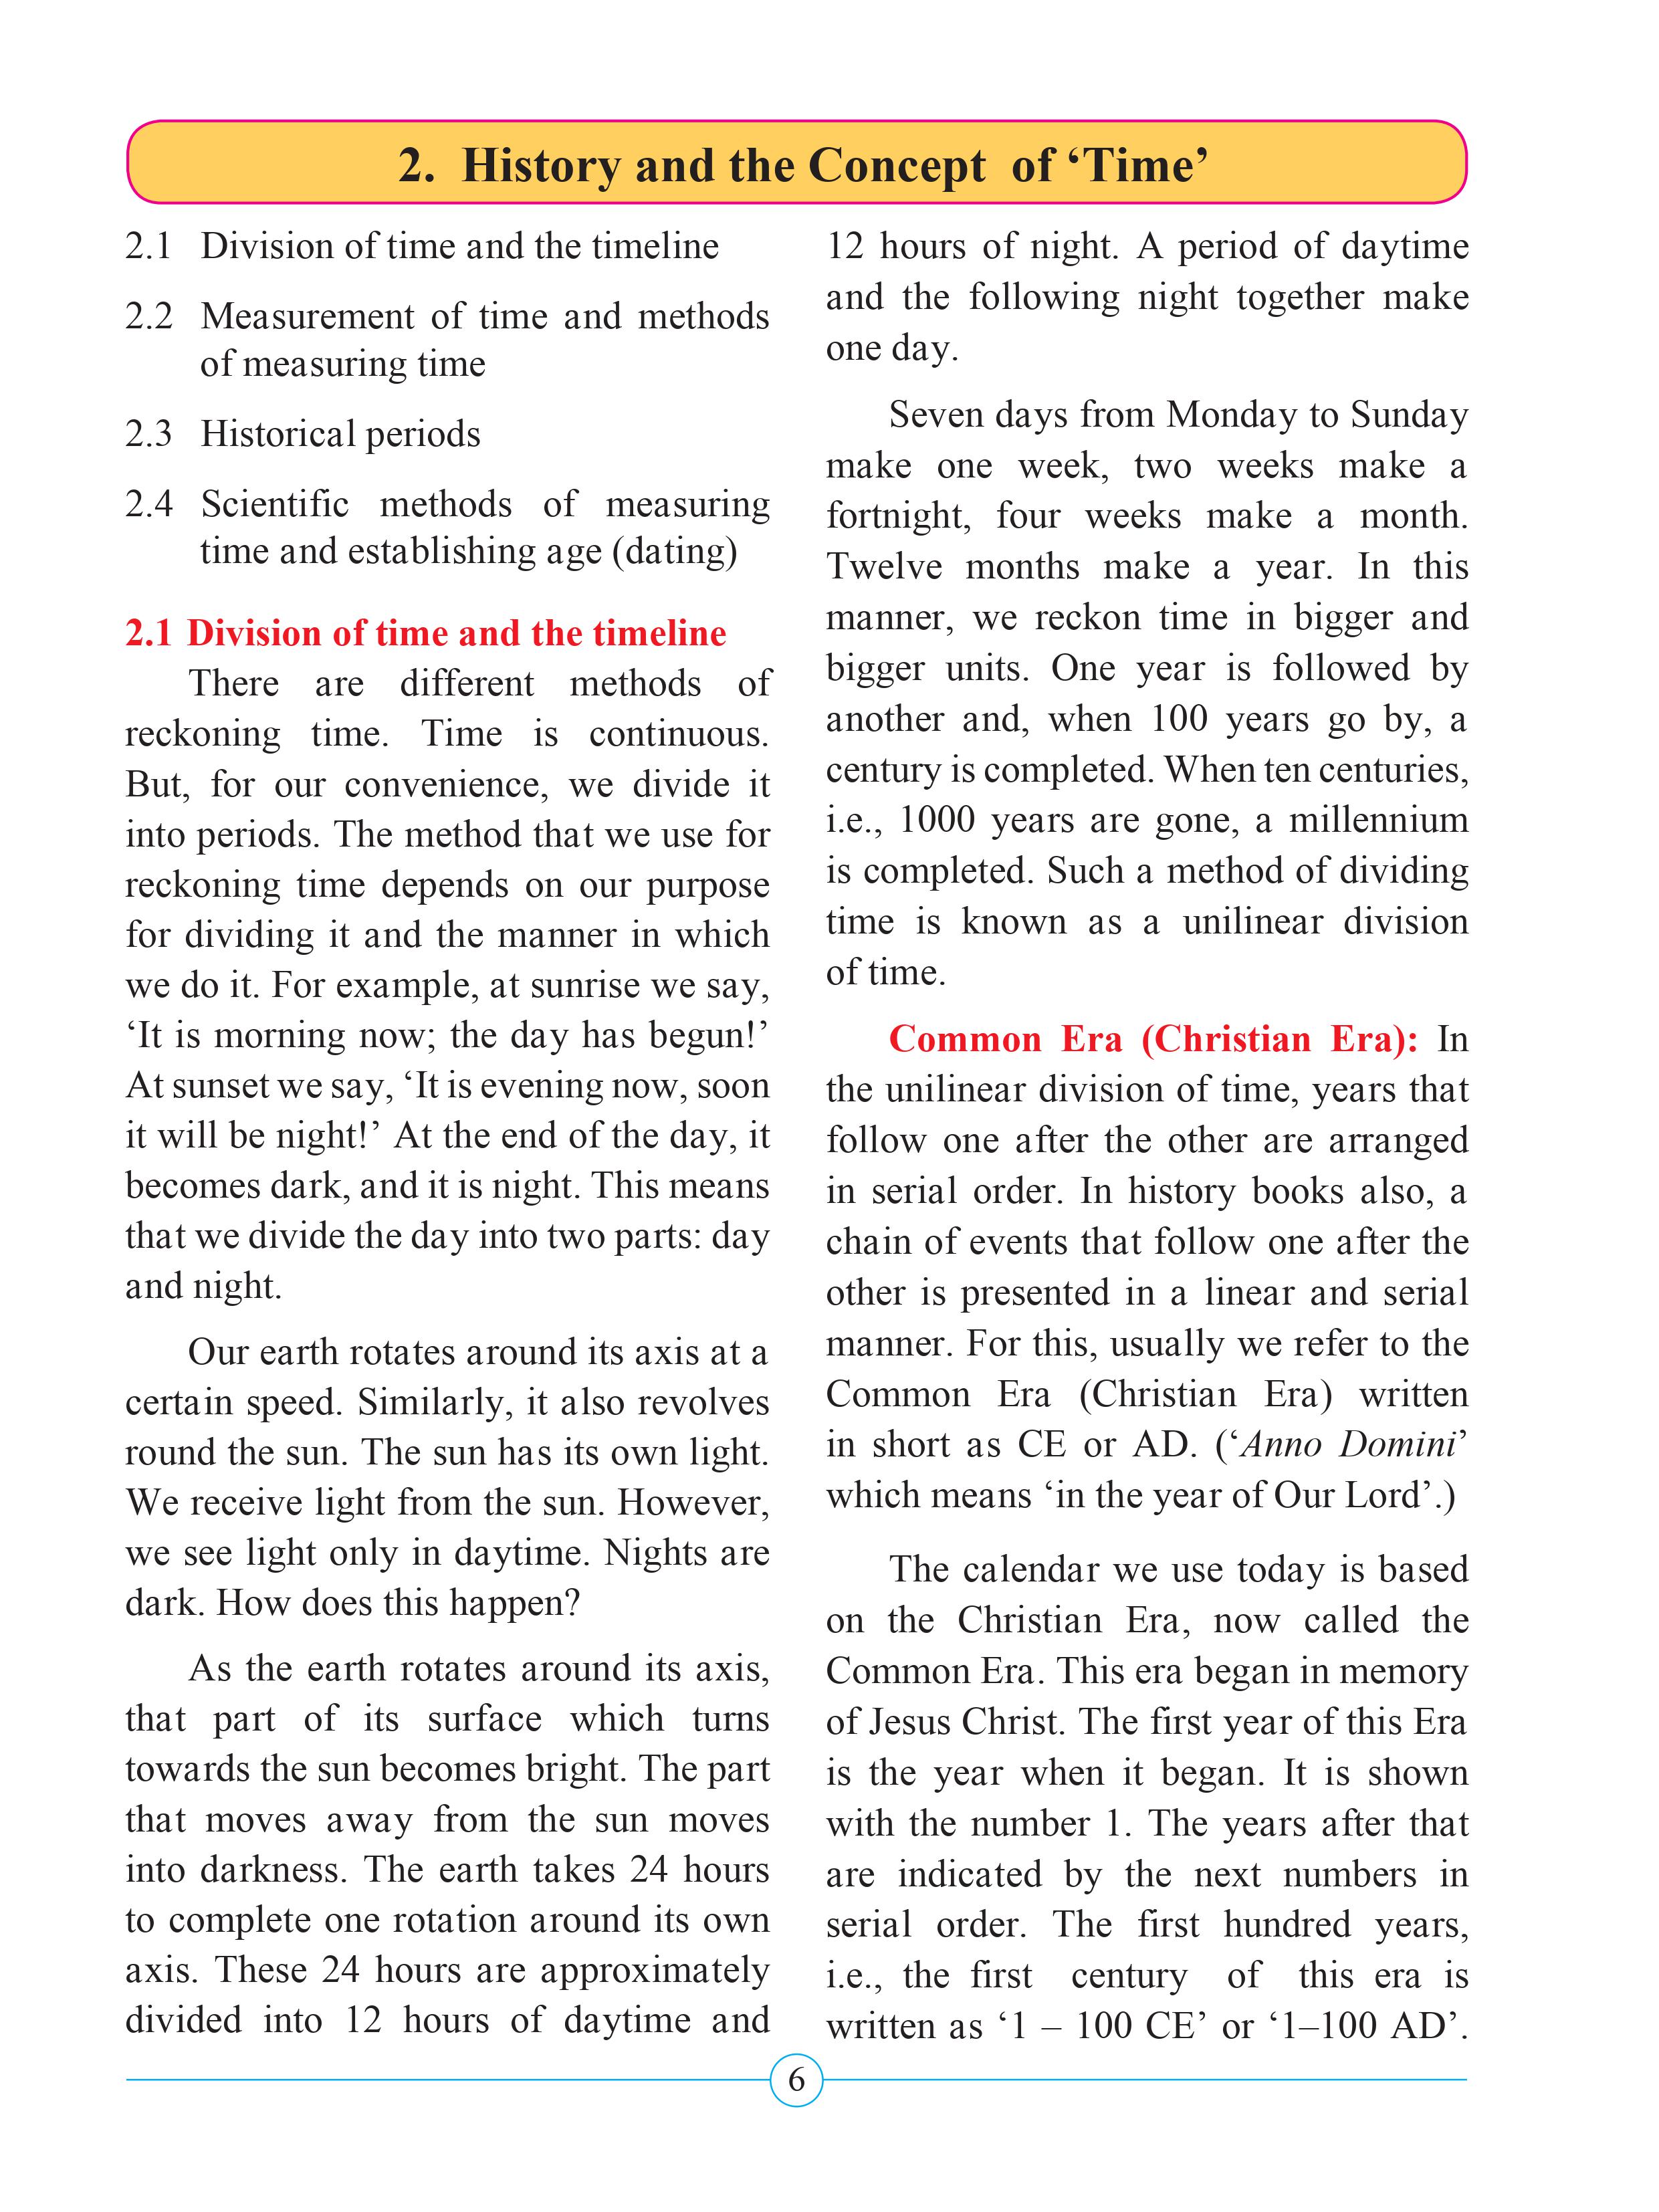 2. History and the Concept of ‘Time’
2.1 Division of time and the timeline
2.2 Measurement of time and methods
of measuring time
2.3 Historical periods
2.4 Scientific methods of measuring
time and establishing age (dating)
2.1 Division of time and the timeline
There are different methods of
reckoning time. Time is continuous.
But, for our convenience, we divide it
into periods. The method that we use for
reckoning time depends on our purpose
for dividing it and the manner in which
we do it. For example, at sunrise we say,
‘It is morning now; the day has begun!’
At sunset we say, ‘It is evening now, soon
it will be night!’ At the end of the day, it
becomes dark, and it is night. This means
that we divide the day into two parts: day
and night.
Our earth rotates around its axis at a
certain speed. Similarly, it also revolves
round the sun. The sun has its own light.
We receive light from the sun. However,
we see light only in daytime. Nights are
dark. How does this happen?
As the earth rotates around its axis,
that part of its surface which turns
towards the sun becomes bright. The part
that moves away from the sun moves
into darkness. The earth takes 24 hours
to complete one rotation around its own
axis. These 24 hours are approximately
divided into 12 hours of daytime and
12 hours of night. A period of daytime
and the following night together make
one day.
Seven days from Monday to Sunday
make one week, two weeks make a
fortnight, four weeks make a month.
Twelve months make a year. In this
manner, we reckon time in bigger and
bigger units. One year is followed by
another and, when 100 years go by, a
century is completed. When ten centuries,
i.e., 1000 years are gone, a millennium
is completed. Such a method of dividing
time is known as a unilinear division
of time.
Common Era (Christian Era): In
the unilinear division of time, years that
follow one after the other are arranged
in serial order. In history books also, a
chain of events that follow one after the
other is presented in a linear and serial
manner. For this, usually we refer to the
Common Era (Christian Era) written
in short as CE or AD. (‘Anno Domini’
which means ‘in the year of Our Lord’.)
The calendar we use today is based
on the Christian Era, now called the
Common Era. This era began in memory
of Jesus Christ. The first year of this Era
is the year when it began. It is shown
with the number 1. The years after that
are indicated by the next numbers in
serial order. The first hundred years,
i.e., the first century of this era is
written as ‘1 – 100 CE’ or ‘1–100 AD’.
6